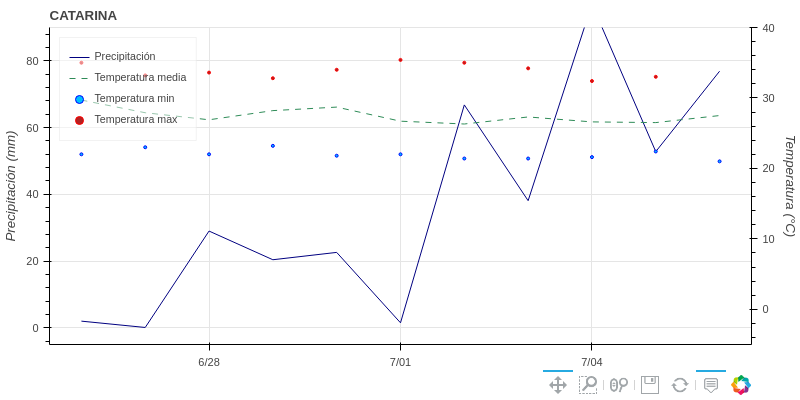 CATARINA
Precipitación
Temperatura media
Temperatura min
Temperatura max
Precipitación (mm)
80
60
40
20
0
40
30
20
10
0
Temperatura (°C)
6/28
7/01
7/04